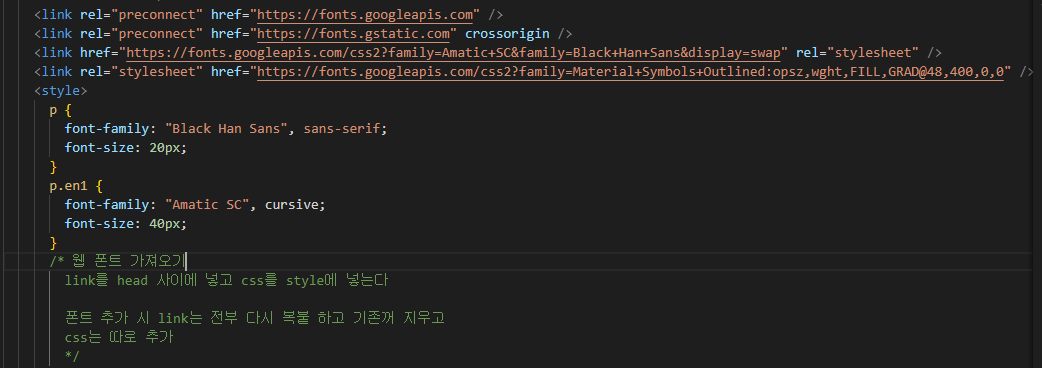 <link rel="preconnect" href="https://fonts.googleapis.com" />
<link rel="preconnect" href="https://fonts.gstatic.com" crossorigin />
<link href="https://fonts.googleapis.com/css2?family=Amatic+SC&family=Black+Han+Sans&display=swap" rel="stylesheet" />
<link rel="stylesheet" href="https://fonts.googleapis.com/css2?family=Material+Symbols+Outlined:opsz,wght,FILL,GRAD@48,400,0,0" />
<style>
p {
font-family: "Black Han Sans", sans-serif;
font-size: 20px;
}
p.en1 {
font-family: "Amatic SC", cursive;
font-size: 40px;
}
/* 웹 폰트 가져오기
link를 head 사이에 넣고 css를 style에 넣는다
폰트 추가 시 link는 전부 다시 복붙 하고 기존꺼 지우고
css는 따로 추가
*/